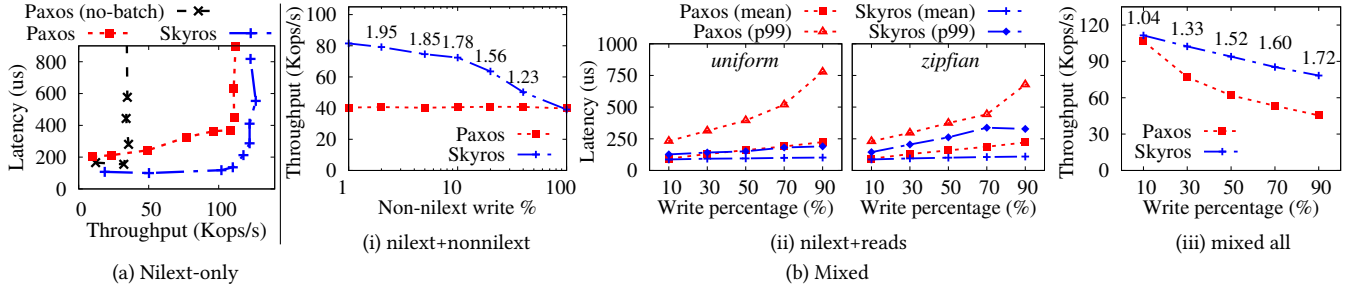 Paxos (no-batch)
Paxos
Skyros
Latency (us)
800
600
400
200
0
0
50
100
Throughput (Kops/s)
(a) Nilext-only
Throughput (Kops/s)
100
80
60
40
20
0
1.95
1.85
1.78
1.56
1.23
Paxos
Skyros
1
10
100
Non-nilext write %
(i) nilext+nonnilext
Paxos (mean)
Paxos (p99)
Skyros (mean)
Skyros (p99)
Latency (us)
1000
750
500
250
0
uniform
zipfian
10 30 50 70 90
10 30 50 70 90
Write percentage (%)
Write percentage (%)
(ii) nilext+reads
(b) Mixed
Throughput (Kops/s)
120
90
60
30
0
1.04
1.33
1.52
1.60
1.72
Paxos
Skyros
10 30 50 70 90
Write percentage (%)
(iii) mixed all